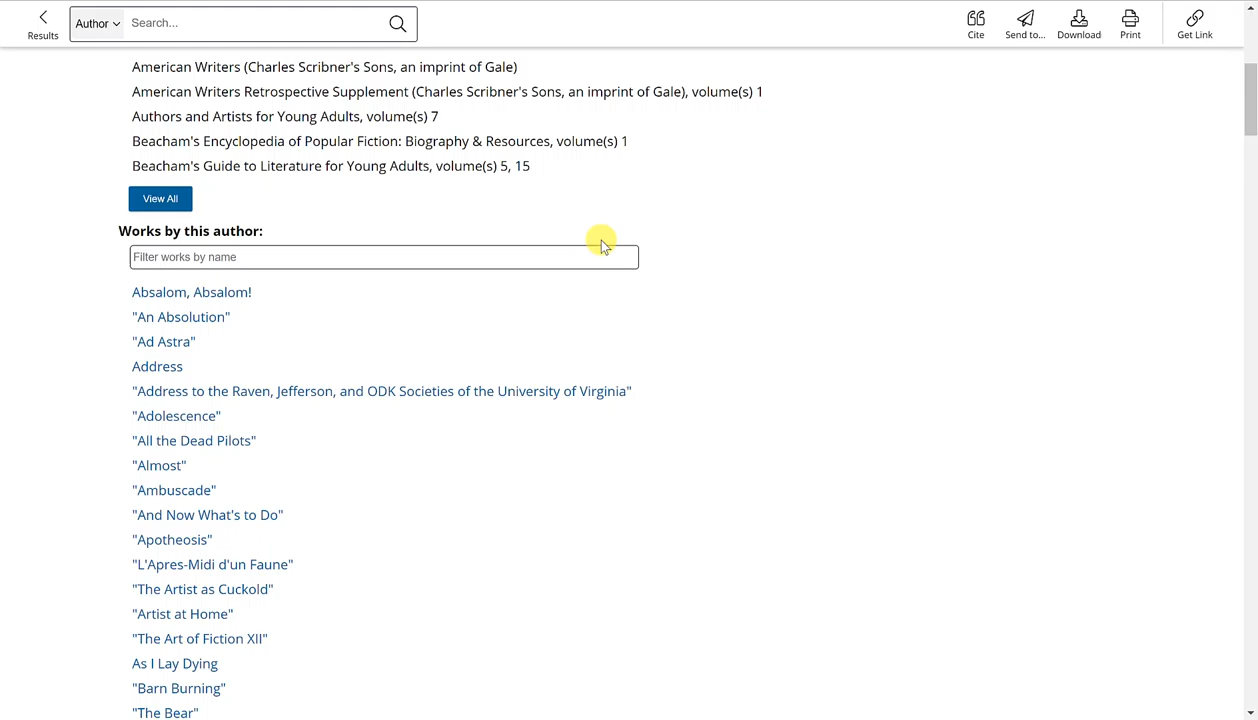 Results
Author
Search...
Cite
Send to...
Download
Print
Get Link
American Writers (Charles Scribner's Sons, an imprint of Gale)
American Writers Retrospective Supplement (Charles Scribner's Sons, an imprint of Gale), volume(s) 1
Authors and Artists for Young Adults, volume(s) 7
Beacham's Encyclopedia of Popular Fiction: Biography & Resources, volume(s) 1
Beacham's Guide to Literature for Young Adults, volume(s) 5, 15
View All
Works by this author:
Filter works by name
Absalom, Absalom!
"An Absolution"
"Ad Astra"
Address
"Address to the Raven, Jefferson, and ODK Societies of the University of Virginia"
"Adolescence"
"All the Dead Pilots"
"Almost"
"Ambuscade"
"And Now What's to Do"
"Apotheosis"
"L'Apres-Midi d'un Faune"
"The Artist as Cuckold"
"Artist at Home"
"The Art of Fiction XII"
As I Lay Dying
"Barn Burning"
"The Bear"